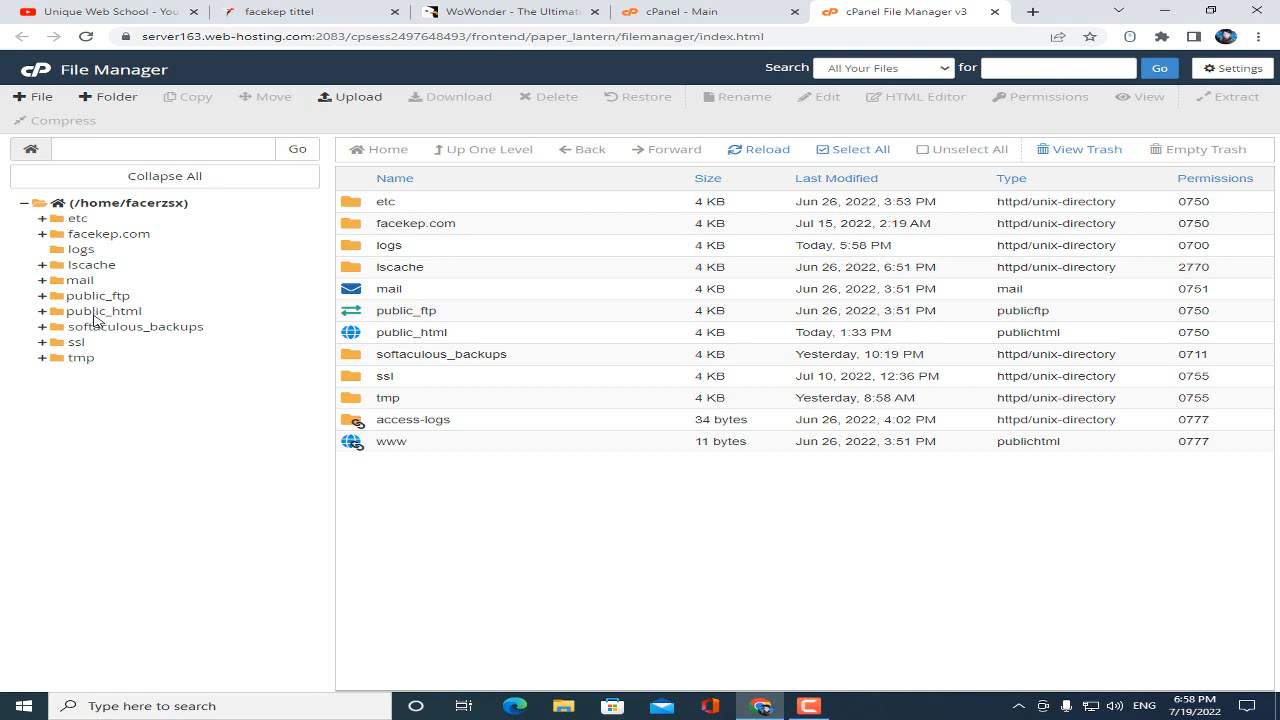 Unique Web School - You
facekep tittel
WoWonder - The Ultimat
cPanel - Main
cPanel File Manager v3
server163.web-hosting.com:2083/cpsess2497648493/frontend/paper_lantern/filemanager/index.html
cP File Manager
Search All Your Files for Go Settings
File Folder Copy Move Upload Download Delete Restore Rename Edit HTML Editor Permissions View Extract
Compress
Go
Home Up One Level Back Forward Reload Select All Unselect All View Trash Empty Trash
Collapse All
(/home/facerzsx)
etc
facekep.com
logs
lscache
mail
public_ftp
public_html
softaculous_backups
ssl
tmp
Name Size Last Modified Type Permissions
etc 4 KB Jun 26, 2022, 3:53 PM httpd/unix-directory 0750
facekep.com 4 KB Jul 15, 2022, 2:19 AM httpd/unix-directory 0750
logs 4 KB Today, 5:58 PM httpd/unix-directory 0700
lscache 4 KB Jun 26, 2022, 6:51 PM httpd/unix-directory 2770
mail 4 KB Jun 26, 2022, 3:51 PM mail 0751
public_ftp 4 KB Jun 26, 2022, 3:51 PM publicftp 0750
public_html 4 KB Today, 1:33 PM publichtml 0750
softaculous_backups 4 KB Yesterday, 10:19 PM httpd/unix-directory 0711
ssl 4 KB Jul 10, 2022, 12:36 PM httpd/unix-directory 0755
tmp 4 KB Yesterday, 8:58 AM httpd/unix-directory 0755
access-logs 34 bytes Jun 26, 2022, 4:02 PM httpd/unix-directory 0777
www 11 bytes Jun 26, 2022, 3:51 PM publichtml 0777
Type here to search
ENG
6:58 PM
7/19/2022